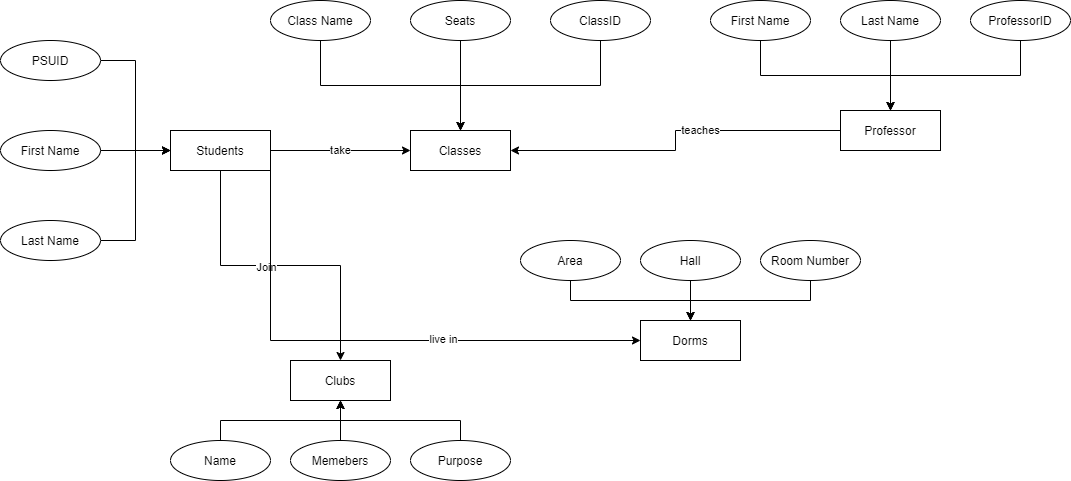 Class Name
Seats
ClassID
First Name
Last Name
ProfessorID
PSUID
First Name
Students
take
Classes
teaches
Professor
Last Name
Join
Area
Hall
Room Number
live in
Dorms
Clubs
Name
Memebers
Purpose